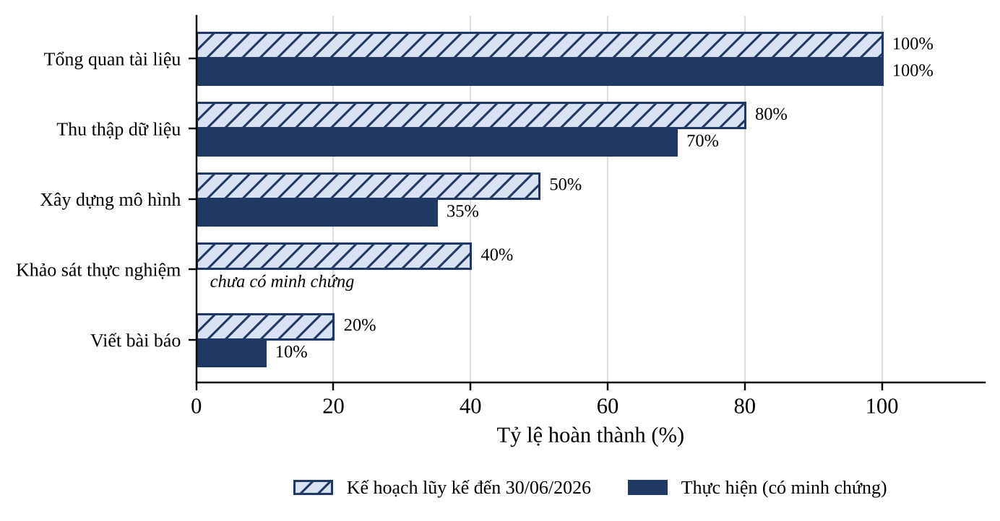 Tổng quan tài liệu
100%
100%
Thu thập dữ liệu
80%
70%
Xây dựng mô hình
50%
35%
Khảo sát thực nghiệm
40%
chưa có minh chứng
Viết bài báo
20%
10%
0 20 40 60 80 100
Tỷ lệ hoàn thành (%)
Kế hoạch lũy kế đến 30/06/2026 Thực hiện (có minh chứng)